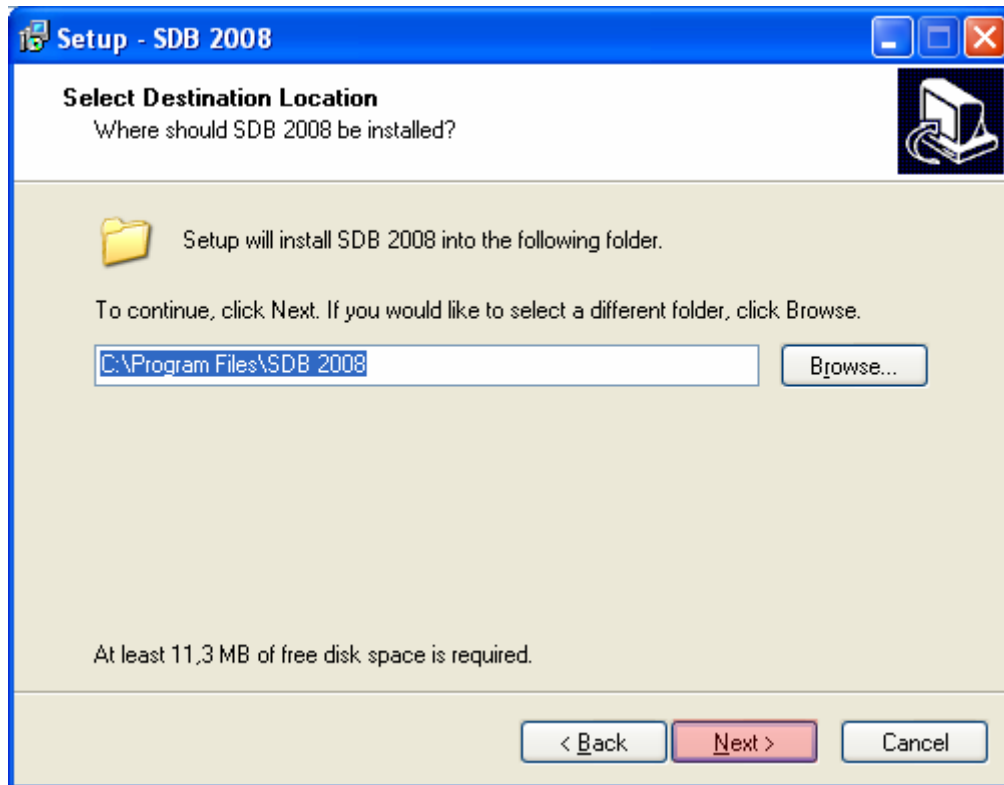 Setup - SDB 2008
Select Destination Location
Where should SDB 2008 be installed?
Setup will install SDB 2008 into the following folder.
To continue, click Next. If you would like to select a different folder, click Browse.
C:\Program Files\SDB 2008
Browse...
At least 11,3 MB of free disk space is required.
< Back
Next >
Cancel